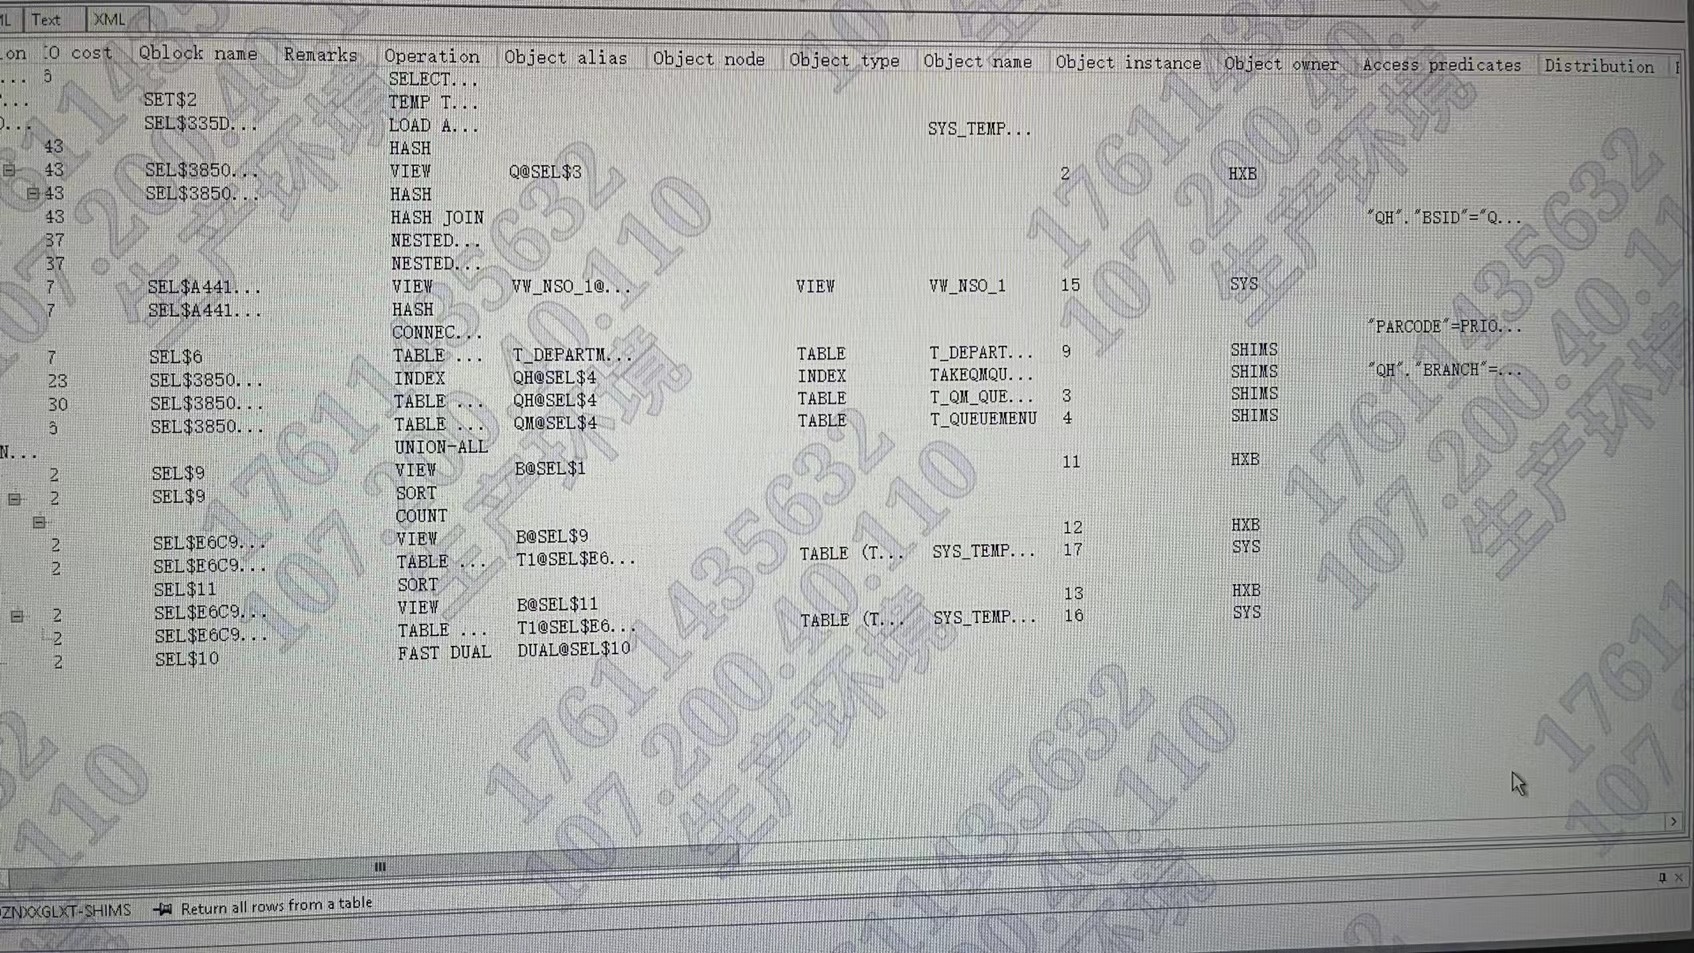 Text XML
IO cost Qblock name Remarks Operation Object alias Object node Object type Object name Object instance Object owner Access predicates Distribution
SELECT...
SET$2 TEMP T...
SEL$335D... LOAD A... SYS_TEMP...
43 HASH
43 SEL$3850... VIEW Q@SEL$3 2 HXB
43 SEL$3850... HASH
43 HASH JOIN "QH"."BSID"="Q...
37 NESTED...
37 NESTED...
7 SEL$A441... VIEW VW_NSO_1@... VIEW VW_NSO_1 15 SYS
7 SEL$A441... HASH
CONNEC... "PARCODE"=PRIO...
7 SEL$6 TABLE ... T_DEPARTM... TABLE T_DEPART... 9 SHIMS
23 SEL$3850... INDEX QH@SEL$4 INDEX TAKEQMQU... SHIMS "QH"."BRANCH"=...
30 SEL$3850... TABLE ... QH@SEL$4 TABLE T_QM_QUE... 3 SHIMS
SEL$3850... TABLE ... QM@SEL$4 TABLE T_QUEUEMENU 4 SHIMS
N... UNION-ALL
2 SEL$9 VIEW B@SEL$1 11 HXB
2 SEL$9 SORT
COUNT
2 SEL$E6C9... VIEW B@SEL$9 12 HXB
2 SEL$E6C9... TABLE ... T1@SEL$E6... TABLE (T... SYS_TEMP... 17 SYS
SEL$11 SORT
2 SEL$E6C9... VIEW B@SEL$11 13 HXB
2 SEL$E6C9... TABLE ... T1@SEL$E6... TABLE (T... SYS_TEMP... 16 SYS
2 SEL$10 FAST DUAL DUAL@SEL$10
ZNXXGLXT-SHIMS Return all rows from a table
17611435632
107.200.40.110
生产环境